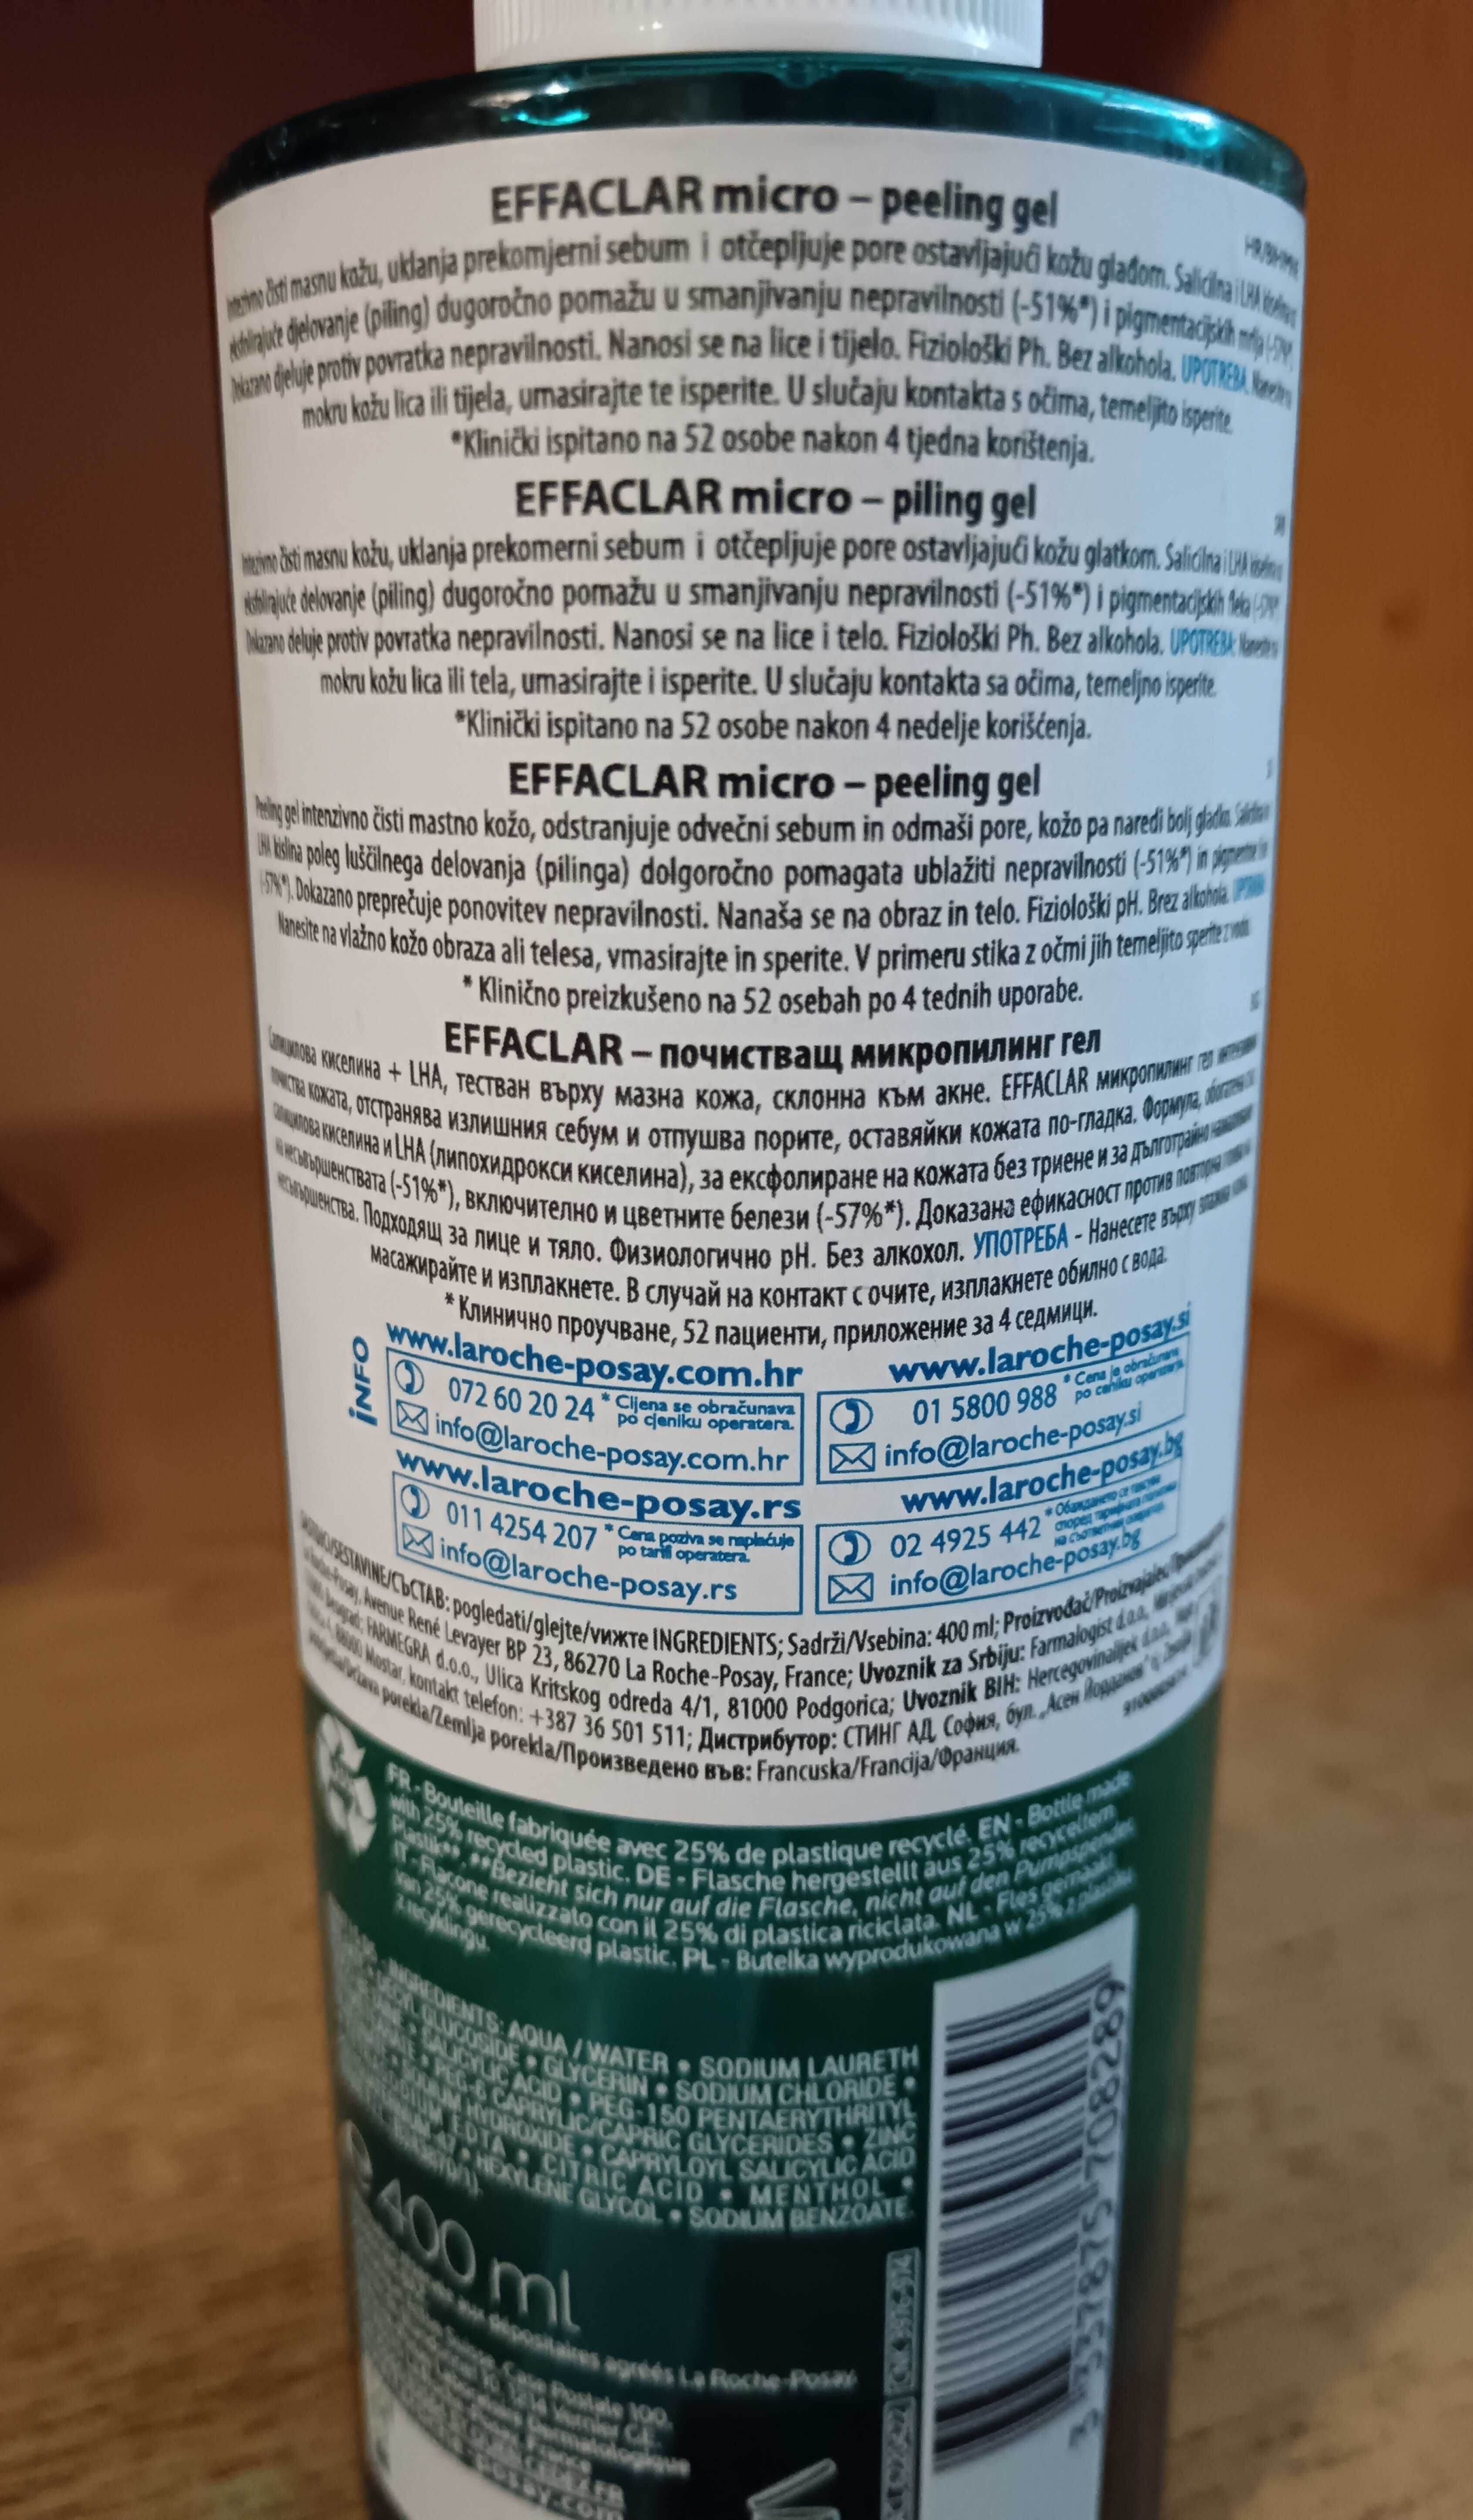 EFFACLAR micro – peeling gel
HR/BIH/MNE
Intenzivno čisti masnu kožu, uklanja prekomjerni sebum i otčepljuje pore ostavljajući kožu glađom. Salicilna i LHA
djelovanje (piling) dugoročno pomažu u smanjivanju nepravilnosti (-51%*) i pigmentacijskih mrlja (-57%*).
Dokazano djeluje protiv povratka nepravilnosti. Nanosi se na lice i tijelo. Fiziološki Ph. Bez alkohola. UPOTREBA:
mokru kožu lica ili tijela, umasirajte te isperite. U slučaju kontakta s očima, temeljito isperite.
*Klinički ispitano na 52 osobe nakon 4 tjedna korištenja.
EFFACLAR micro – piling gel
Intezivno čisti masnu kožu, uklanja prekomerni sebum i otčepljuje pore ostavljajući kožu glatkom. Salicilna i LHA
delovanje (piling) dugoročno pomažu u smanjivanju nepravilnosti (-51%*) i pigmentacijskih fleka (-57%*)
Dokazano deluje protiv povratka nepravilnosti. Nanosi se na lice i telo. Fiziološki Ph. Bez alkohola. UPOTREBA:
mokru kožu lica ili tela, umasirajte i isperite. U slučaju kontakta sa očima, temeljno isperite.
*Klinički ispitano na 52 osobe nakon 4 nedelje korišćenja.
EFFACLAR micro – peeling gel
Peeling gel intenzivno čisti mastno kožo, odstranjuje odvečni sebum in odmaši pore, kožo pa naredi bolj gladko.
LHA kislina poleg luščilnega delovanja (pilinga) dolgoročno pomagata ublažiti nepravilnosti (-51%*) in
(-57%*). Dokazano preprečuje ponovitev nepravilnosti. Nanaša se na obraz in telo. Fiziološki pH. Brez alkohola.
Nanesite na vlažno kožo obraza ali telesa, vmasirajte in sperite. V primeru stika z očmi jih temeljito sperite z vodo.
* Klinično preizkušeno na 52 osebah po 4 tednih uporabe.
EFFACLAR – почистващ микропилинг гел
Салицилова киселина + LHA, тестван върху мазна кожа, склонна към акне. EFFACLAR микропилинг гел
почиства кожата, отстранява излишния себум и отпушва порите, оставяйки кожата по-гладка. Формула,
салицилова киселина и LHA (липохидрокси киселина), за ексфолиране на кожата без триене и за дълготрайно
на несъвършенствата (-51%*), включително и цветните белези (-57%*). Доказана ефикасност против
несъвършенства. Подходящ за лице и тяло. Физиологично pH. Без алкохол. УПОТРЕБА - Нанесете върху
масажирайте и изплакнете. В случай на контакт с очите, изплакнете обилно с вода.
* Клинично проучване, 52 пациенти, приложение за 4 седмици.
INFO
www.laroche-posay.com.hr
072 60 20 24 * Cijena se obračunava
po cjeniku operatera.
info@laroche-posay.com.hr
www.laroche-posay.si
01 5800 988 * Cena je obračunana
po ceniku operaterja.
info@laroche-posay.si
www.laroche-posay.rs
011 4254 207 * Cena poziva se naplaćuje
po tarifi operatera.
info@laroche-posay.rs
www.laroche-posay.bg
02 4925 442 * Обаждането се
info@laroche-posay.bg
SASTOJCI/SESTAVINE/СЪСТАВ: pogledati/glejte/вижте INGREDIENTS; Sadrži/Vsebina: 400 ml; Proizvođač/Proizvajalec/
La Roche-Posay, Avenue René Levayer BP 23, 86270 La Roche-Posay, France; Uvoznik za Srbiju: Farmalogist d.o.o.,
Beograd; FARMEGRA d.o.o., Ulica Kritskog odreda 4/1, 81000 Podgorica; Uvoznik BIH: Hercegovinalijek d.o.o.,
88000 Mostar, kontakt telefon: +387 36 501 511; Дистрибутор: СТИНГ АД, София, бул. „Асен Йорданов"
porekla/Zemlja porekla/Произведено във: Francuska/Francija/Франция.
FR - Bouteille fabriquée avec 25% de plastique recyclé. EN - Bottle made
with 25% recycled plastic. DE - Flasche hergestellt aus 25% recyceltem
Plastik**. **Bezieht sich nur auf die Flasche, nicht auf den Pumpspender.
IT - Flacone realizzato con il 25% di plastica riciclata. NL - Fles gemaakt
van 25% gerecycleerd plastic. PL - Butelka wyprodukowana w 25% z plastiku
z recyklingu.
INGREDIENTS: AQUA / WATER • SODIUM LAURETH
GLUCOSIDE • GLYCERIN • SODIUM CHLORIDE •
SALICYLIC ACID • PEG-150 PENTAERYTHRITYL
PEG-6 CAPRYLIC/CAPRIC GLYCERIDES • ZINC
SODIUM HYDROXIDE • CAPRYLOYL SALICYLIC ACID
EDTA • CITRIC ACID • MENTHOL •
HEXYLENE GLYCOL • SODIUM BENZOATE.
e 400 ml
dépositaires agréés La Roche-Posay
Case Postale 100,
3 337875 708289